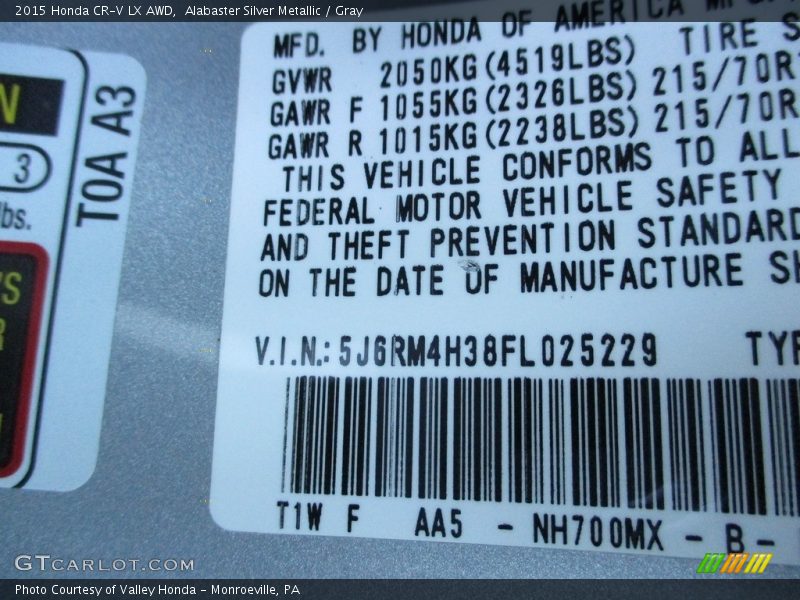 2015 Honda CR-V LX AWD, Alabaster Silver Metallic / Gray
MFD. BY HONDA OF AMERICA
TIRE
GVWR 2050KG(4519LBS)
GAWR F 1055KG(2326LBS) 215/70R
GAWR R 1015KG(2238LBS) 215/70R
THIS VEHICLE CONFORMS TO ALL
FEDERAL MOTOR VEHICLE SAFETY
AND THEFT PREVENTION STANDARD
ON THE DATE OF MANUFACTURE SH
V.I.N.: 5J6RM4H38FL025229 TYP
T1W F AA5 - NH700MX - B -
N
3
lbs.
T0A A3
GTCARLOT.COM
Photo Courtesy of Valley Honda - Monroeville, PA